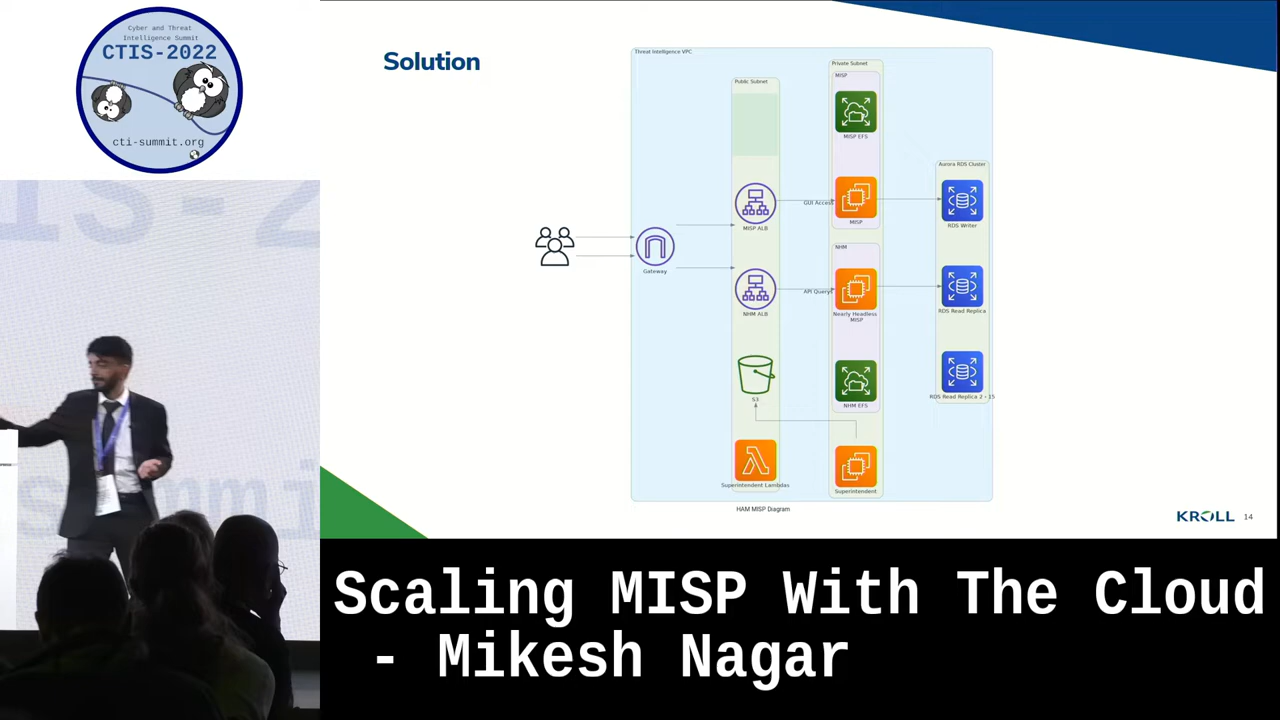 Cyber and Threat
Intelligence Summit
CTIS-2022
cti-summit.org
Solution
Threat Intelligence VPC
Public Subnet
Private Subnet
MISP
MISP EFS
Aurora RDS Cluster
MISP ALB
GUI Access
MISP
RDS Writer
Gateway
NHM
NHM ALB
API Querys
Nearly Headless
MISP
RDS Read Replica
S3
NHM EFS
RDS Read Replica 2 - 15
Superintendent Lambdas
Superintendent
HAM MISP Diagram
KROLL
14
Scaling MISP With The Cloud
- Mikesh Nagar